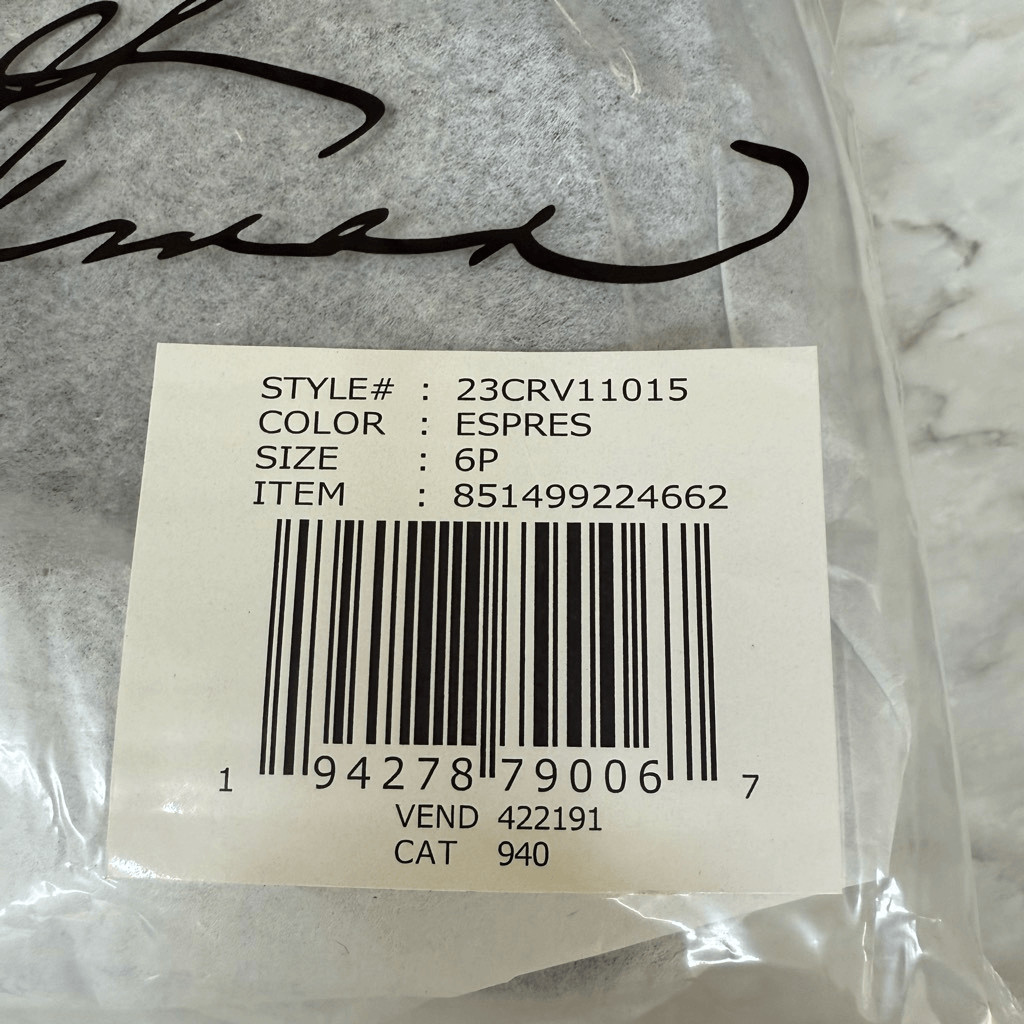 STYLE# : 23CRV11015
COLOR : ESPRES
SIZE : 6P
ITEM : 851499224662
1 94278 79006 7
VEND 422191
CAT 940